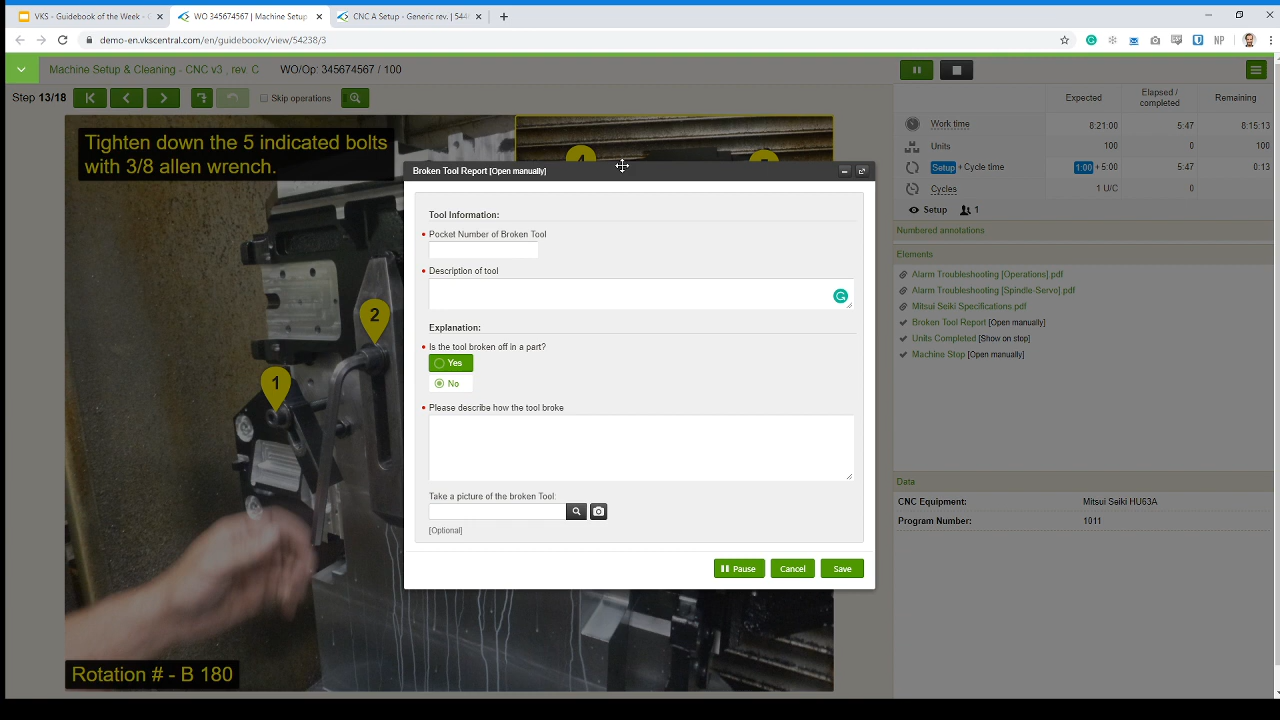 VKS - Guidebook of the Week - C
WO 345674567 | Machine Setup
CNC A Setup - Generic rev. | 544
demo-en.vkscentral.com/en/guidebookv/view/54238/3
NP
Machine Setup & Cleaning - CNC v3 , rev. C
WO/Op: 345674567 / 100
Step 13/18
Skip operations
Tighten down the 5 indicated bolts
with 3/8 allen wrench.
1
2
Rotation # - B 180
Broken Tool Report [Open manually]
Tool Information:
Pocket Number of Broken Tool
Description of tool
Explanation:
Is the tool broken off in a part?
Yes
No
Please describe how the tool broke
Take a picture of the broken Tool:
[Optional]
Pause
Cancel
Save
Expected
Elapsed /
completed
Remaining
Work time 8:21:00 5:47 8:15:13
Units 100 0 100
Setup + Cycle time 1:00 + 5:00 5:47 0:13
Cycles 1 U/C 0
Setup 1
Numbered annotations
Elements
Alarm Troubleshooting [Operations].pdf
Alarm Troubleshooting [Spindle-Servo].pdf
Mitsui Seiki Specifications.pdf
Broken Tool Report [Open manually]
Units Completed [Show on step]
Machine Stop [Open manually]
Data
CNC Equipment: Mitsui Seiki HU63A
Program Number: 1011